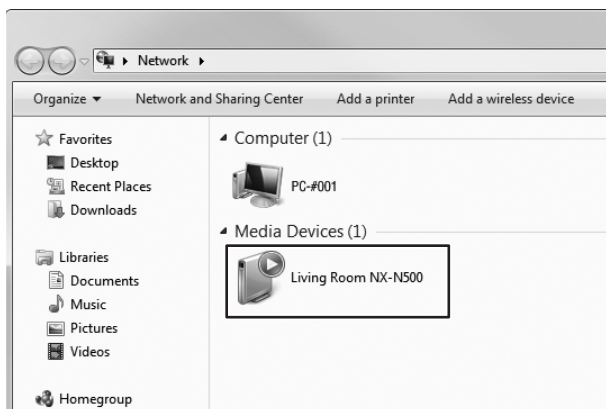 Network
Organize Network and Sharing Center Add a printer Add a wireless device
Favorites
Desktop
Recent Places
Downloads
Libraries
Documents
Music
Pictures
Videos
Homegroup
Computer (1)
PC-#001
Media Devices (1)
Living Room NX-N500